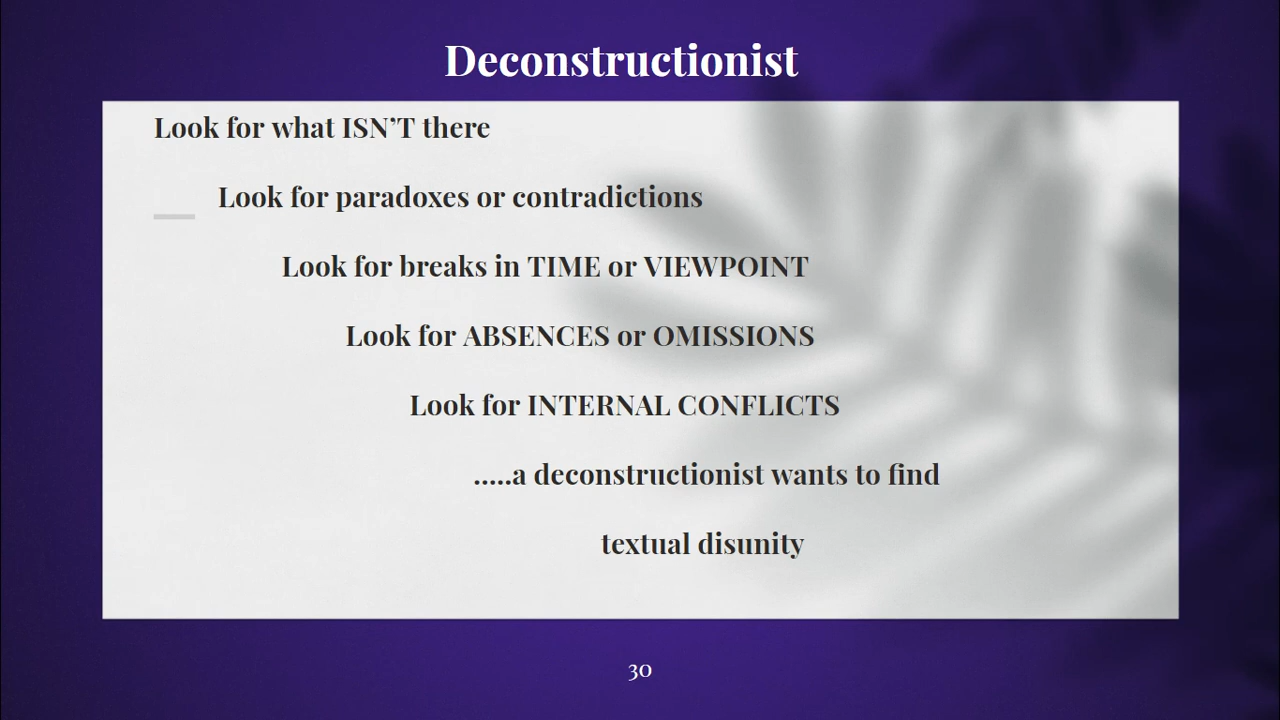 Deconstructionist
Look for what ISN’T there
Look for paradoxes or contradictions
Look for breaks in TIME or VIEWPOINT
Look for ABSENCES or OMISSIONS
Look for INTERNAL CONFLICTS
.....a deconstructionist wants to find
textual disunity
30